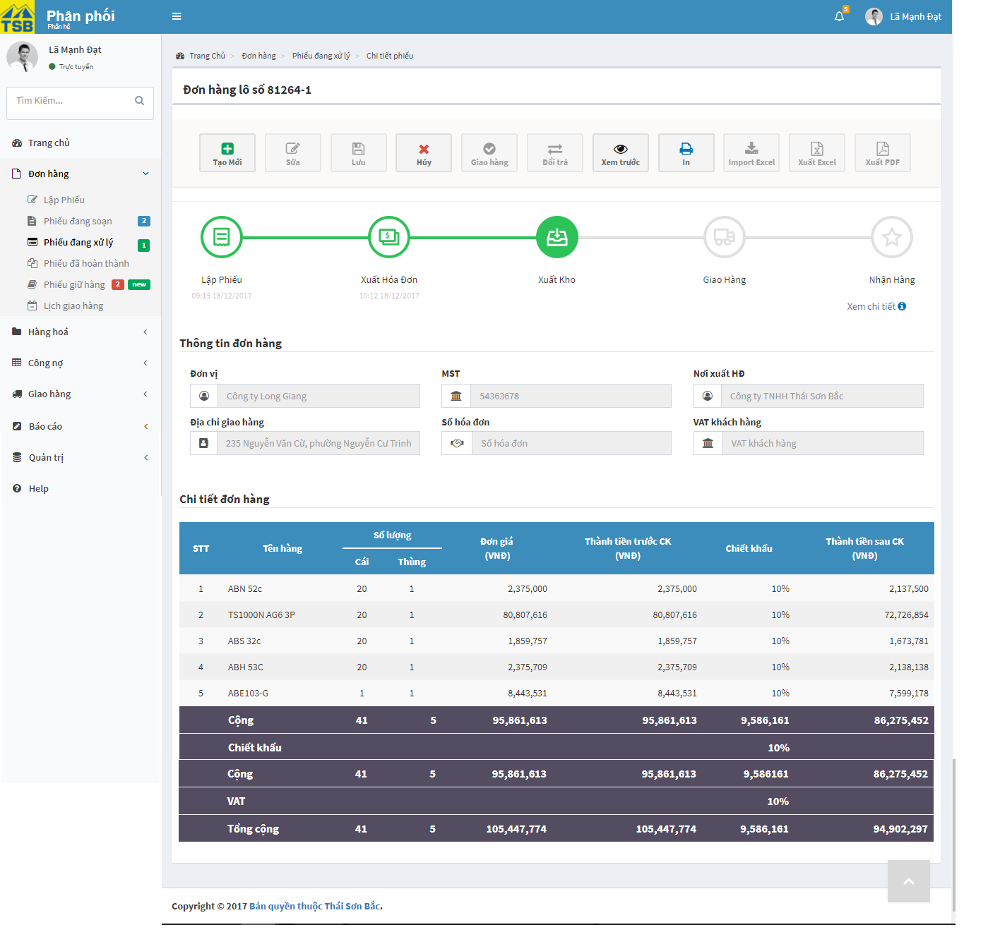 TSB
Phân phối
Phân hệ
5
Lã Mạnh Đạt
Lã Mạnh Đạt
Trực tuyến
Tìm Kiếm...
Trang chủ
Đơn hàng
Lập Phiếu
Phiếu đang soạn 2
Phiếu đang xử lý 1
Phiếu đã hoàn thành
Phiếu giữ hàng 2 new
Lịch giao hàng
Hàng hoá
Công nợ
Giao hàng
Báo cáo
Quản trị
Help
Trang Chủ > Đơn hàng > Phiếu đang xử lý > Chi tiết phiếu
Đơn hàng lô số 81264-1
Tạo Mới Sửa Lưu Hủy Giao hàng Đổi trả Xem trước In Import Excel Xuất Excel Xuất PDF
Lập Phiếu Xuất Hóa Đơn Xuất Kho Giao Hàng Nhận Hàng
09:15 18/12/2017 10:12 18/12/2017
Xem chi tiết
Thông tin đơn hàng
Đơn vị MST Nơi xuất HĐ
Công ty Long Giang 54363678 Công ty TNHH Thái Sơn Bắc
Địa chỉ giao hàng Số hóa đơn VAT khách hàng
235 Nguyễn Văn Cừ, phường Nguyễn Cư Trinh Số hóa đơn VAT khách hàng
Chi tiết đơn hàng
STT Tên hàng Số lượng Đơn giá (VNĐ) Thành tiền trước CK (VNĐ) Chiết khấu Thành tiền sau CK (VNĐ)
Cái Thùng
1 ABN 52c 20 1 2,375,000 2,375,000 10% 2,137,500
2 TS1000N AG6 3P 20 1 80,807,616 80,807,616 10% 72,726,854
3 ABS 32c 20 1 1,859,757 1,859,757 10% 1,673,781
4 ABH 53C 20 1 2,375,709 2,375,709 10% 2,138,138
5 ABE103-G 1 1 8,443,531 8,443,531 10% 7,599,178
Cộng 41 5 95,861,613 95,861,613 9,586,161 86,275,452
Chiết khấu 10%
Cộng 41 5 95,861,613 95,861,613 9,586161 86,275,452
VAT 10%
Tổng cộng 41 5 105,447,774 105,447,774 9,586,161 94,902,297
Copyright © 2017 Bản quyền thuộc Thái Sơn Bắc.